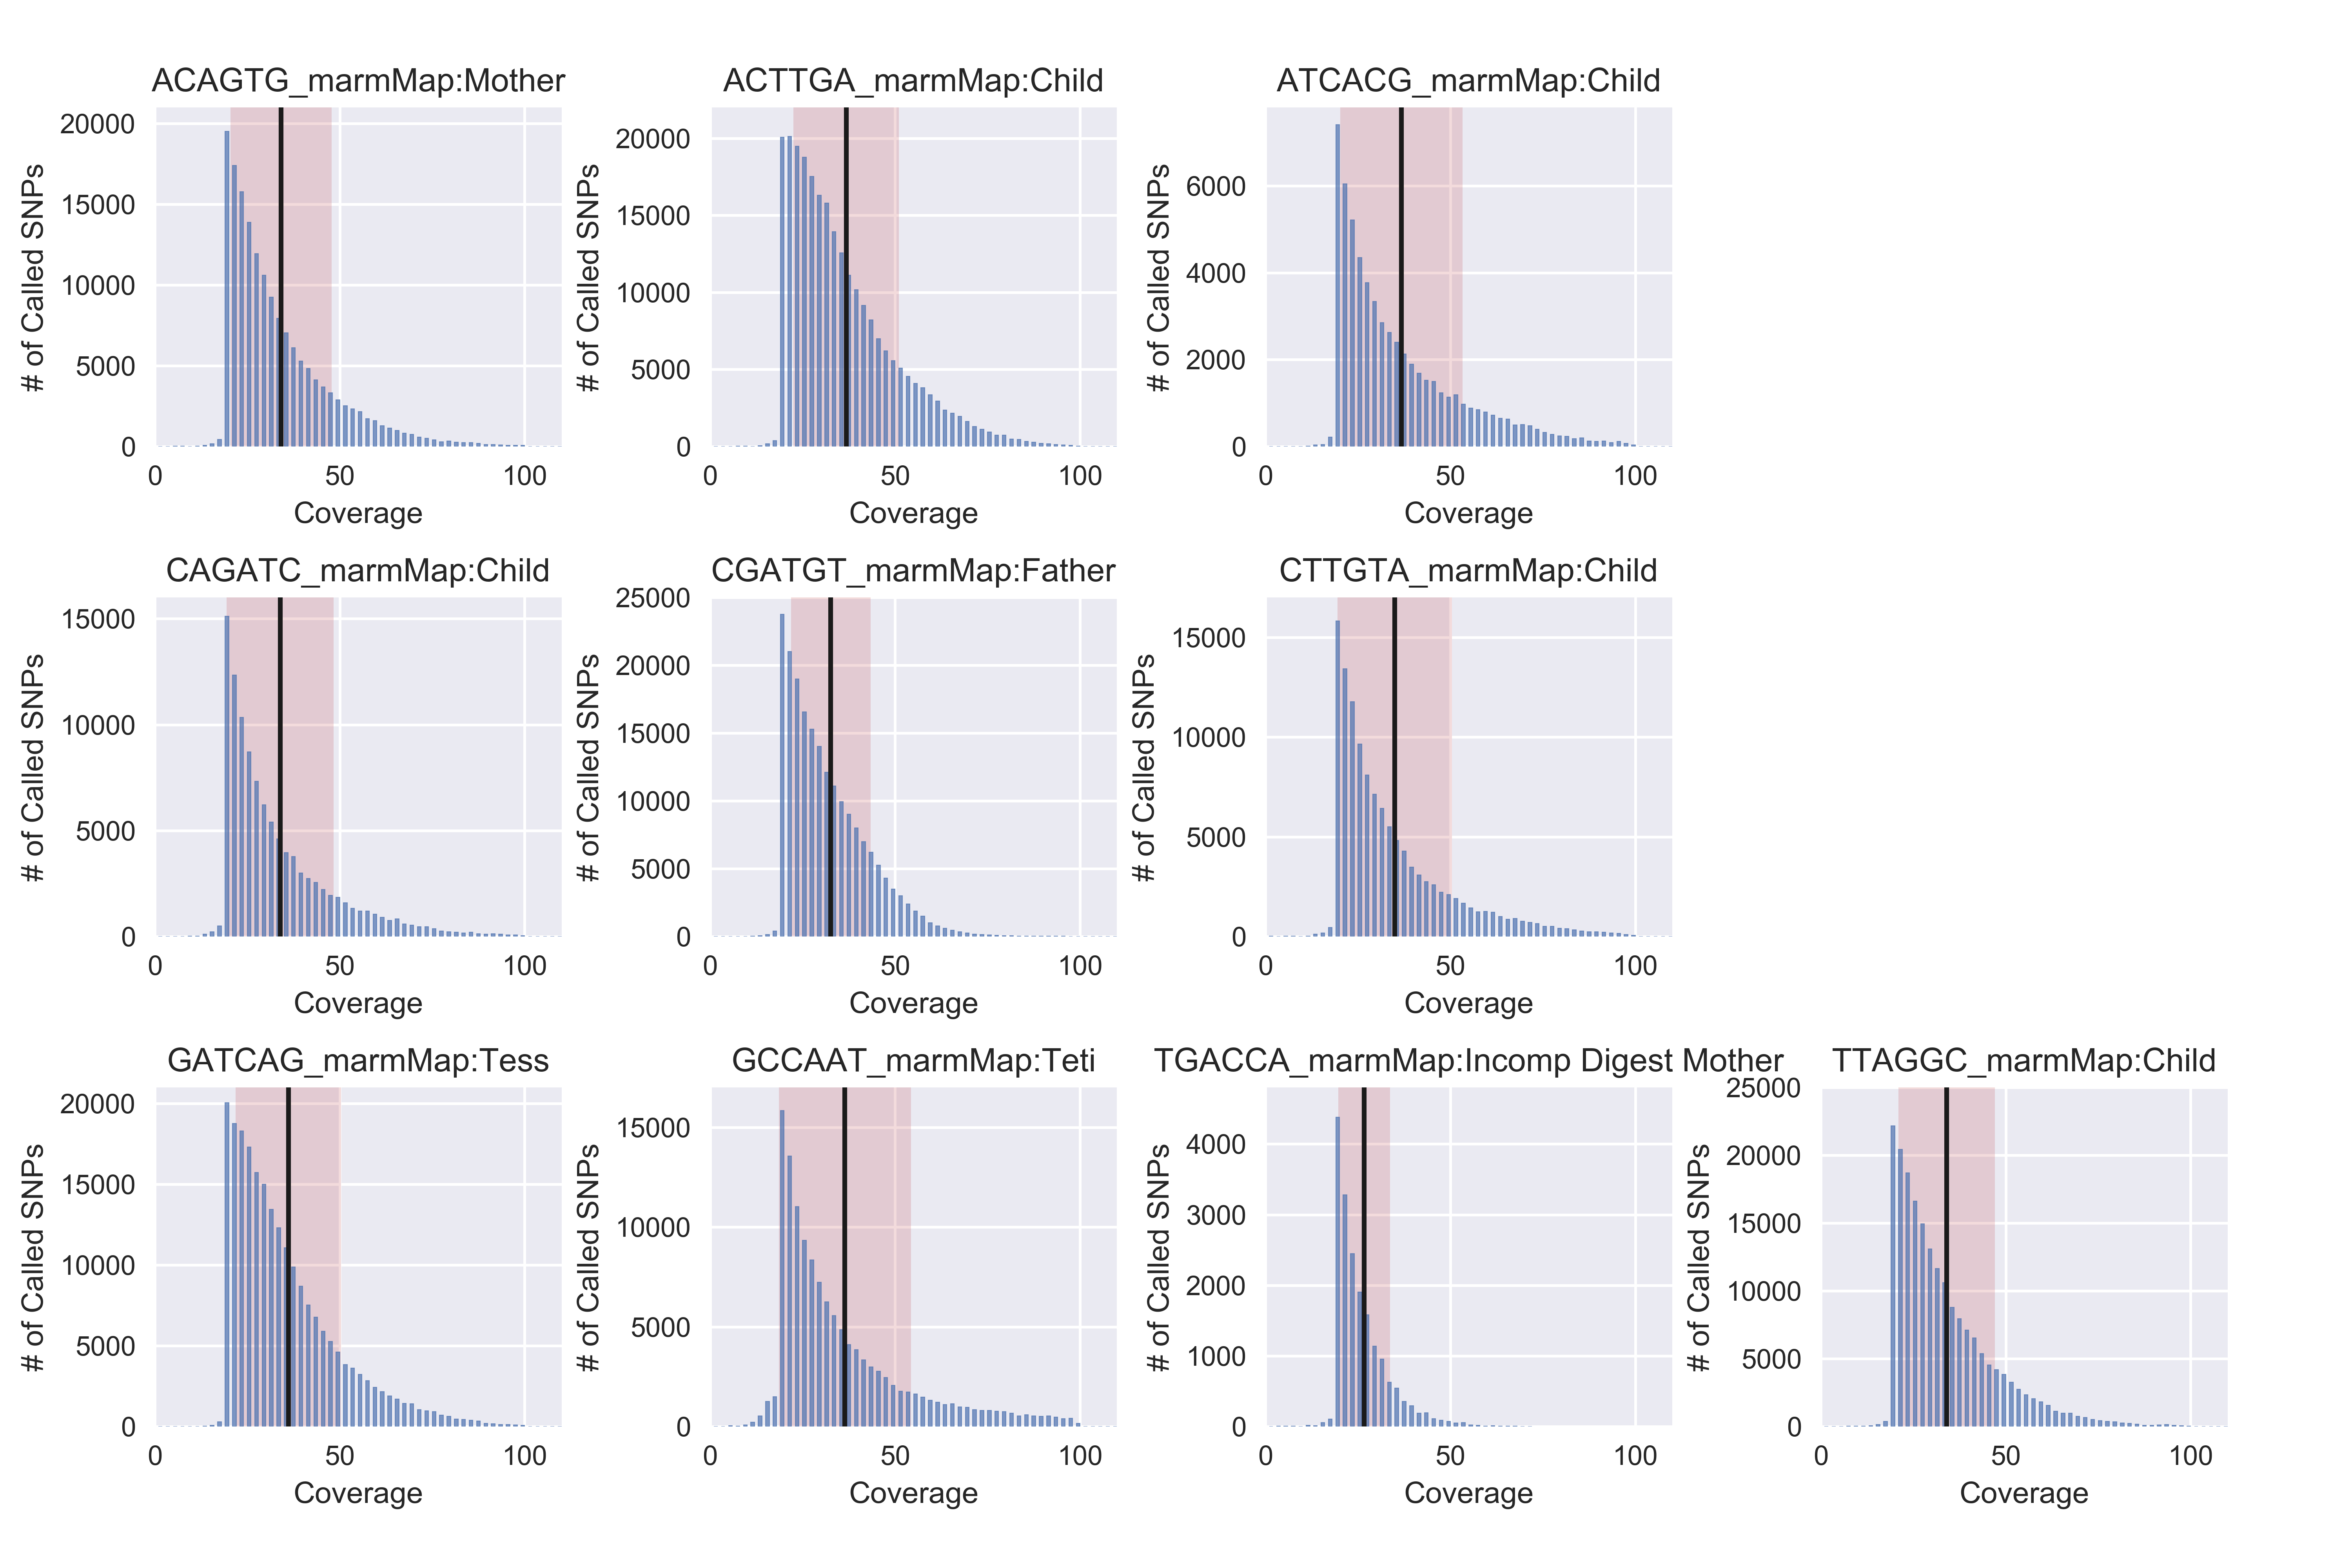 ACAGTG_marmMap:Mother
# of Called SNPs
20000
15000
10000
5000
0
0 50 100
Coverage
ACTTGA_marmMap:Child
# of Called SNPs
20000
15000
10000
5000
0
0 50 100
Coverage
ATCACG_marmMap:Child
# of Called SNPs
6000
4000
2000
0
0 50 100
Coverage
CAGATC_marmMap:Child
# of Called SNPs
15000
10000
5000
0
0 50 100
Coverage
CGATGT_marmMap:Father
# of Called SNPs
25000
20000
15000
10000
5000
0
0 50 100
Coverage
CTTGTA_marmMap:Child
# of Called SNPs
15000
10000
5000
0
0 50 100
Coverage
GATCAG_marmMap:Tess
# of Called SNPs
20000
15000
10000
5000
0
0 50 100
Coverage
GCCAAT_marmMap:Teti
# of Called SNPs
15000
10000
5000
0
0 50 100
Coverage
TGACCA_marmMap:Incomp Digest Mother
# of Called SNPs
4000
3000
2000
1000
0
0 50 100
Coverage
TTAGGC_marmMap:Child
# of Called SNPs
25000
20000
15000
10000
5000
0
0 50 100
Coverage